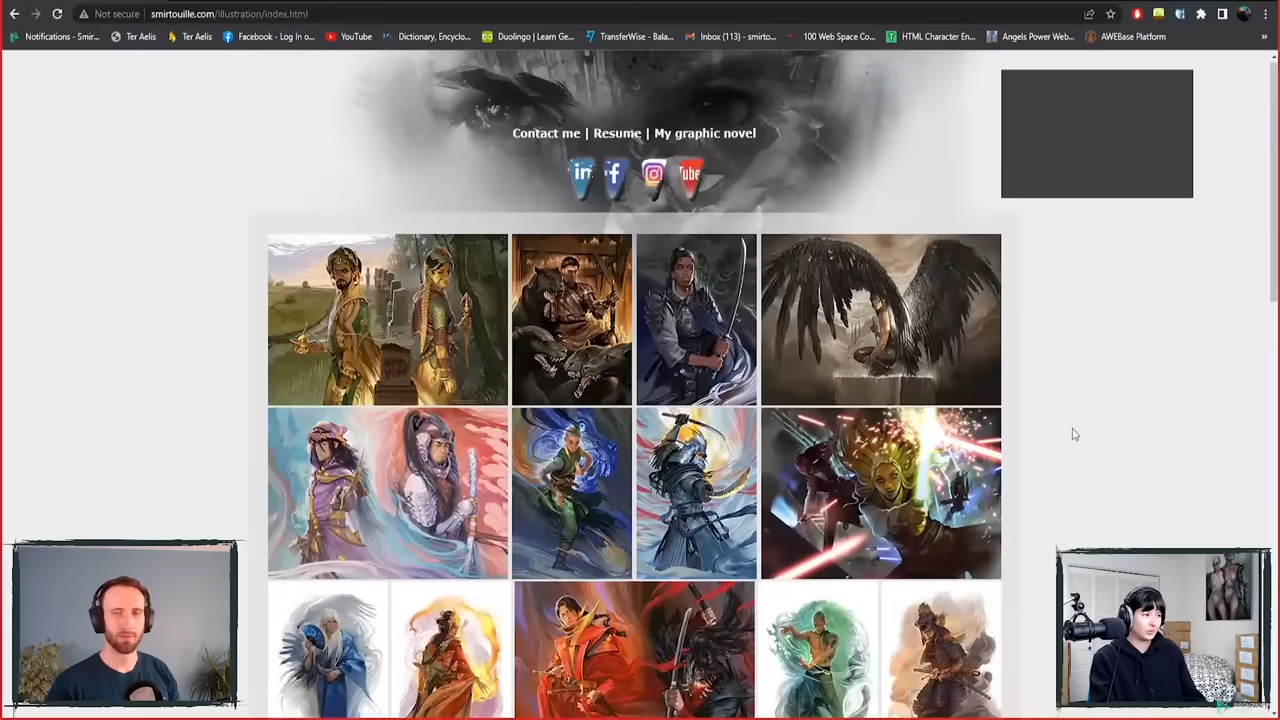 Not secure | smirtouille.com/illustration/index.html
Notifications - Smir... Ter Aelis Ter Aelis Facebook - Log In o... YouTube Dictionary, Encyclo... Duolingo | Learn Ge... TransferWise - Bala... Inbox (113) - smirto... 100 Web Space Co... HTML Character En... Angels Power Web... AWEBase Platform »
Contact me | Resume | My graphic novel
in f Tube